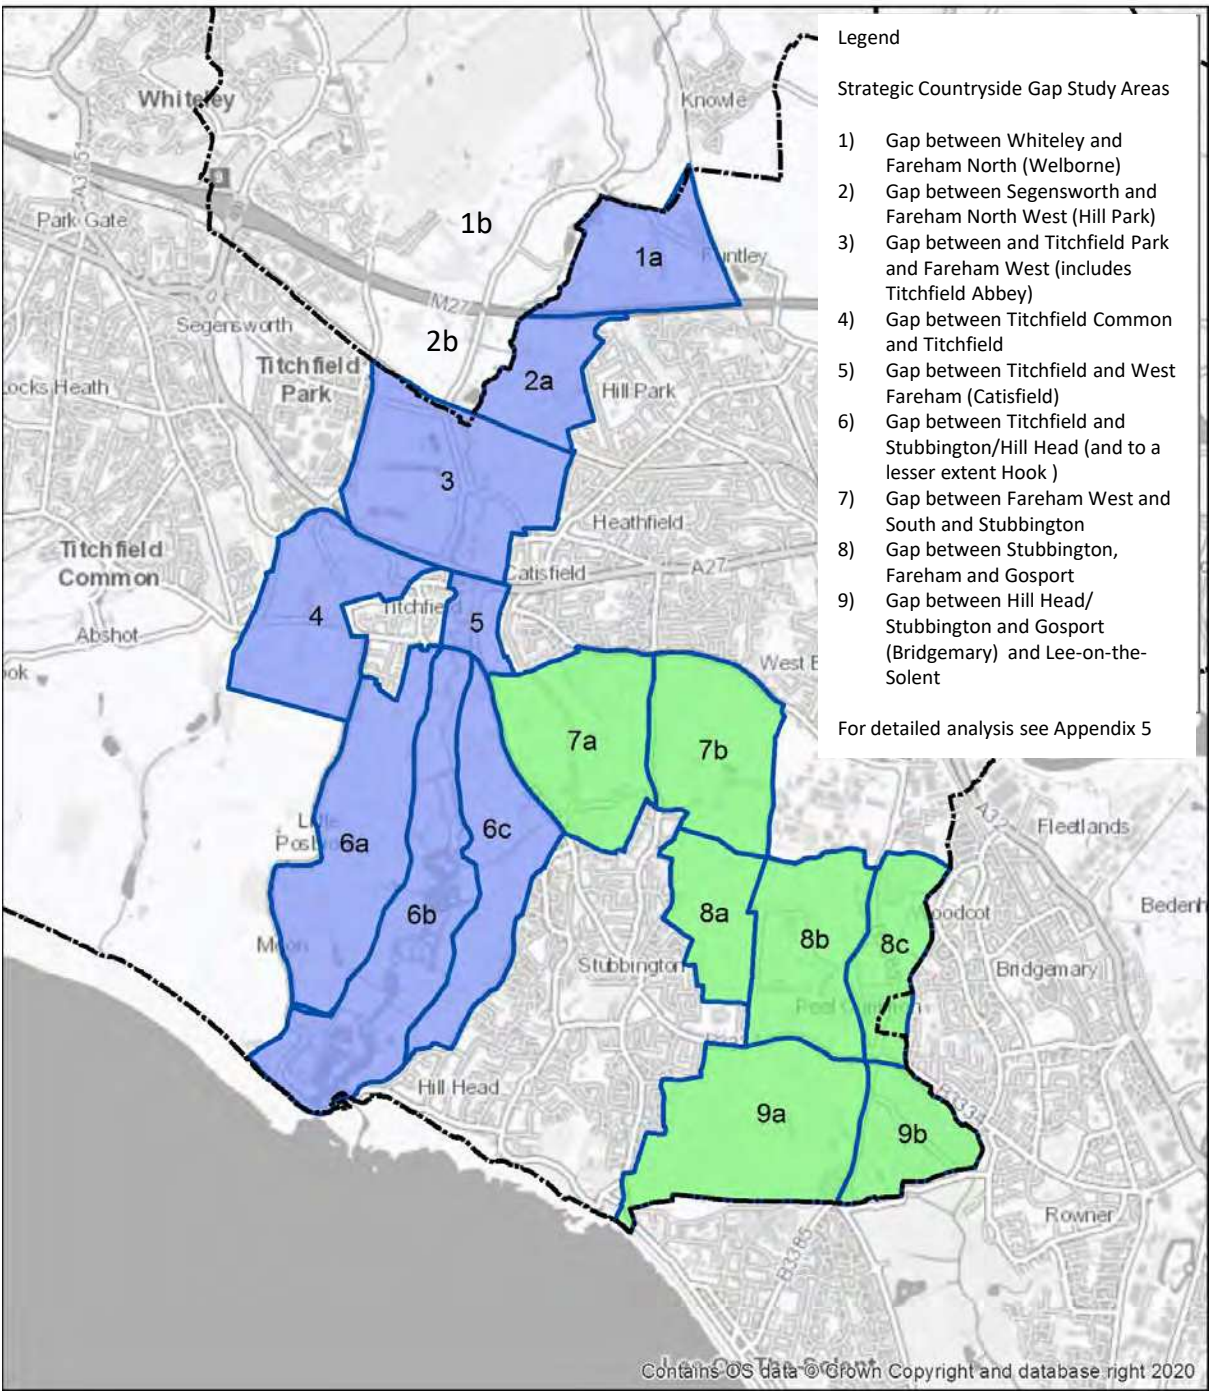 Legend
Strategic Countryside Gap Study Areas
1) Gap between Whiteley and
Fareham North (Welborne)
2) Gap between Segensworth and
Fareham North West (Hill Park)
3) Gap between and Titchfield Park
and Fareham West (includes
Titchfield Abbey)
4) Gap between Titchfield Common
and Titchfield
5) Gap between Titchfield and West
Fareham (Catisfield)
6) Gap between Titchfield and
Stubbington/Hill Head (and to a
lesser extent Hook )
7) Gap between Fareham West and
South and Stubbington
8) Gap between Stubbington,
Fareham and Gosport
9) Gap between Hill Head/
Stubbington and Gosport
(Bridgemary) and Lee-on-the-
Solent
For detailed analysis see Appendix 5
Whiteley
Knowle
A3051
Park Gate
1b
1a
M27
Segensworth
2b
Titchfield
Park
2a
Hill Park
3
Heathfield
Titchfield
Common
Catisfield
A27
4
Titchfield
5
Abshot
7a
7b
6a
6c
Fleetlands
6b
8a
8b
8c
Stubbington
Bridgemary
Hill Head
9a
9b
Rowner
B3385
Contains OS data © Crown Copyright and database right 2020